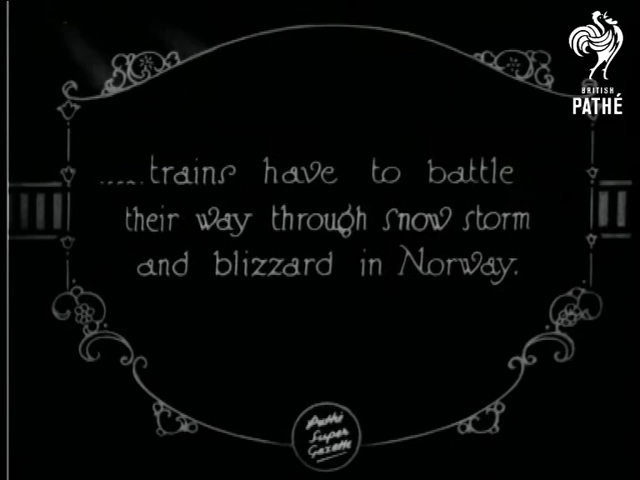 BRITISH
PATHÉ
.....trains have to battle
their way through snow storm
and blizzard in Norway.
Pathé
Super
Gazette